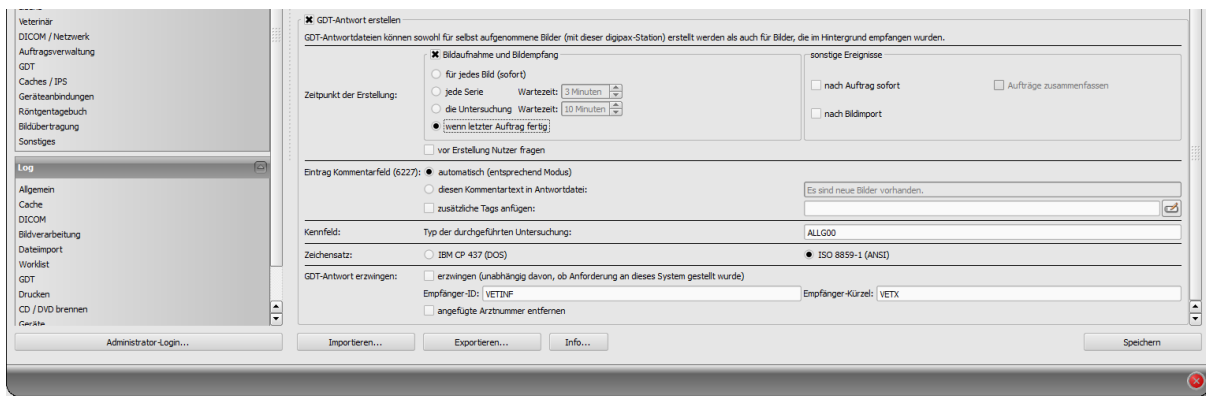 Veterinär
DICOM / Netzwerk
Auftragsverwaltung
GDT
Caches / IPS
Geräteanbindungen
Röntgentagebuch
Bildübertragung
Sonstiges
Log
Allgemein
Cache
DICOM
Bildverarbeitung
Dateiimport
Worklist
GDT
Drucken
CD / DVD brennen
Geräte
Administrator-Login...
GDT-Antwort erstellen
GDT-Antwortdateien können sowohl für selbst aufgenommene Bilder (mit dieser digipax-Station) erstellt werden als auch für Bilder, die im Hintergrund empfangen wurden.
Zeitpunkt der Erstellung:
Bildaufnahme und Bildempfang
für jedes Bild (sofort)
jede Serie Wartezeit: 3 Minuten
die Untersuchung Wartezeit: 10 Minuten
wenn letzter Auftrag fertig
vor Erstellung Nutzer fragen
sonstige Ereignisse
nach Auftrag sofort Aufträge zusammenfassen
nach Bildimport
Eintrag Kommentarfeld (6227): automatisch (entsprechend Modus)
diesen Kommentartext in Antwortdatei: Es sind neue Bilder vorhanden.
zusätzliche Tags anfügen:
Kennfeld: Typ der durchgeführten Untersuchung: ALLG00
Zeichensatz: IBM CP 437 (DOS) ISO 8859-1 (ANSI)
GDT-Antwort erzwingen: erzwingen (unabhängig davon, ob Anforderung an dieses System gestellt wurde)
Empfänger-ID: VETINF Empfänger-Kürzel: VETX
angefügte Arztnummer entfernen
Importieren... Exportieren... Info... Speichern